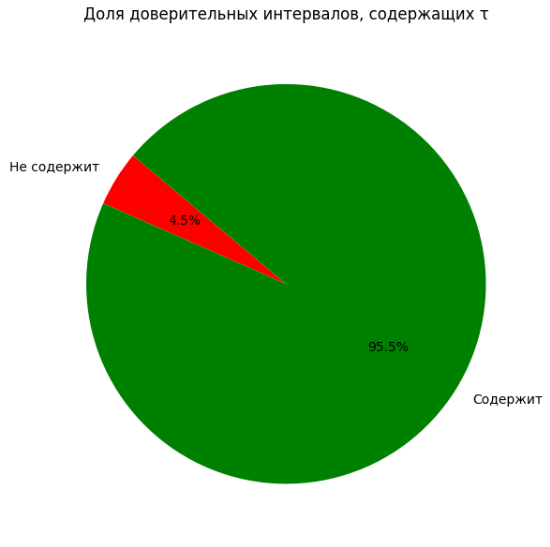 Доля доверительных интервалов, содержащих τ
Не содержит
4.5%
95.5%
Содержит